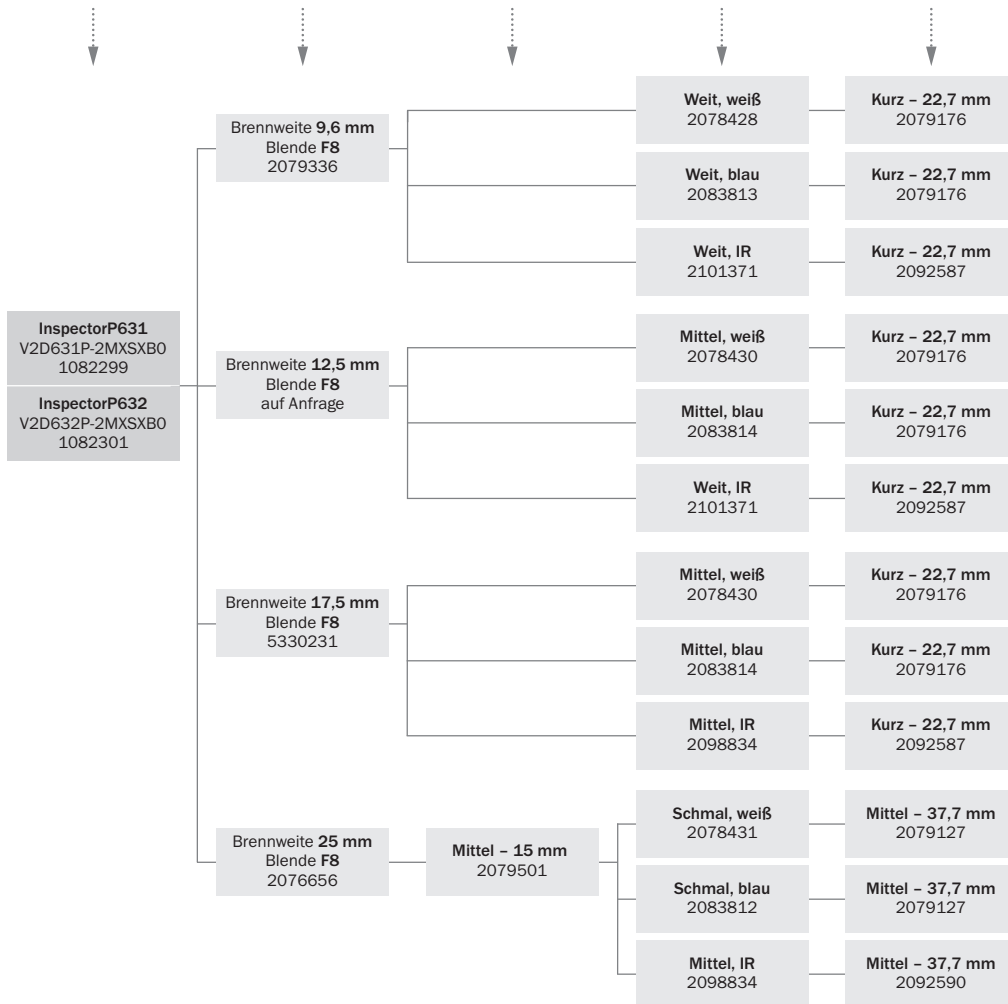 Weit, weiß
2078428
Kurz – 22,7 mm
2079176
Brennweite 9,6 mm
Blende F8
2079336
Weit, blau
2083813
Kurz – 22,7 mm
2079176
Weit, IR
2101371
Kurz – 22,7 mm
2092587
InspectorP631
V2D631P-2MXSXB0
1082299
InspectorP632
V2D632P-2MXSXB0
1082301
Mittel, weiß
2078430
Kurz – 22,7 mm
2079176
Brennweite 12,5 mm
Blende F8
auf Anfrage
Mittel, blau
2083814
Kurz – 22,7 mm
2079176
Weit, IR
2101371
Kurz – 22,7 mm
2092587
Mittel, weiß
2078430
Kurz – 22,7 mm
2079176
Brennweite 17,5 mm
Blende F8
5330231
Mittel, blau
2083814
Kurz – 22,7 mm
2079176
Mittel, IR
2098834
Kurz – 22,7 mm
2092587
Schmal, weiß
2078431
Mittel – 37,7 mm
2079127
Brennweite 25 mm
Blende F8
2076656
Mittel – 15 mm
2079501
Schmal, blau
2083812
Mittel – 37,7 mm
2079127
Mittel, IR
2098834
Mittel – 37,7 mm
2092590